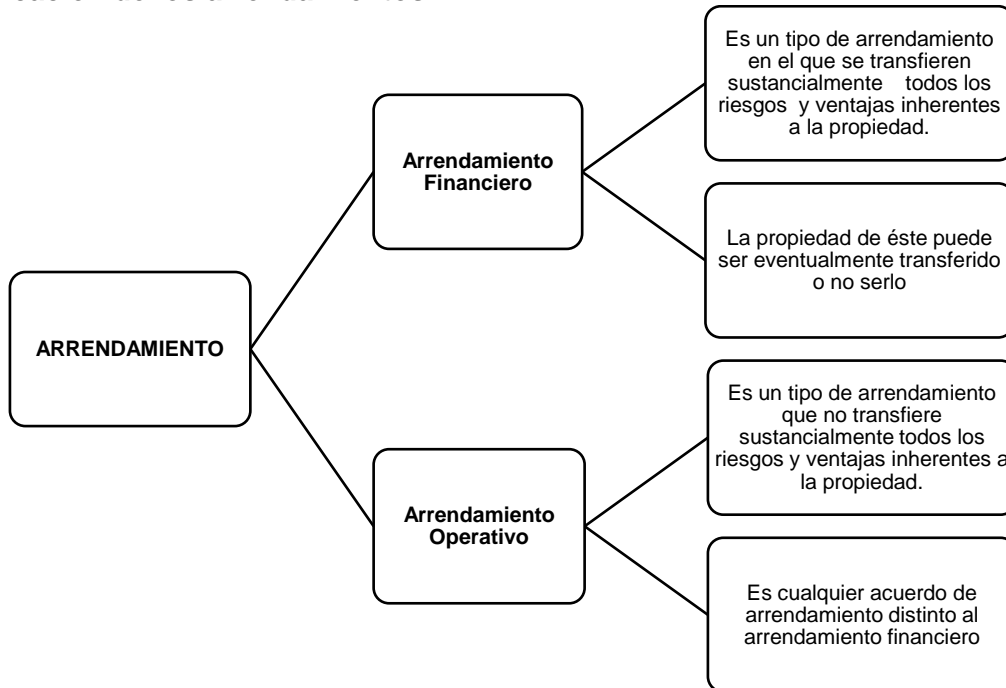 Es un tipo de arrendamiento
en el que se transfieren
sustancialmente todos los
riesgos y ventajas inherentes
a la propiedad.
Arrendamiento
Financiero
La propiedad de éste puede
ser eventualmente transferido
o no serlo
ARRENDAMIENTO
Es un tipo de arrendamiento
que no transfiere
sustancialmente todos los
riesgos y ventajas inherentes a
la propiedad.
Arrendamiento
Operativo
Es cualquier acuerdo de
arrendamiento distinto al
arrendamiento financiero